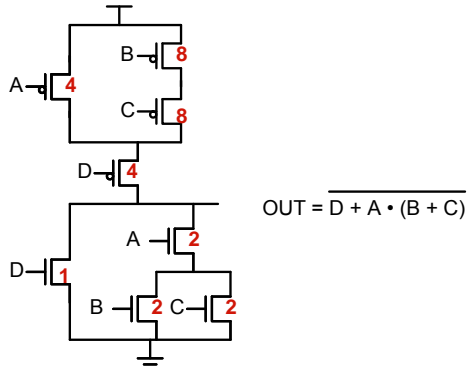 B 8
A 4
C 8
D 4
OUT = D + A • (B + C)
A 2
D 1
B 2 C 2